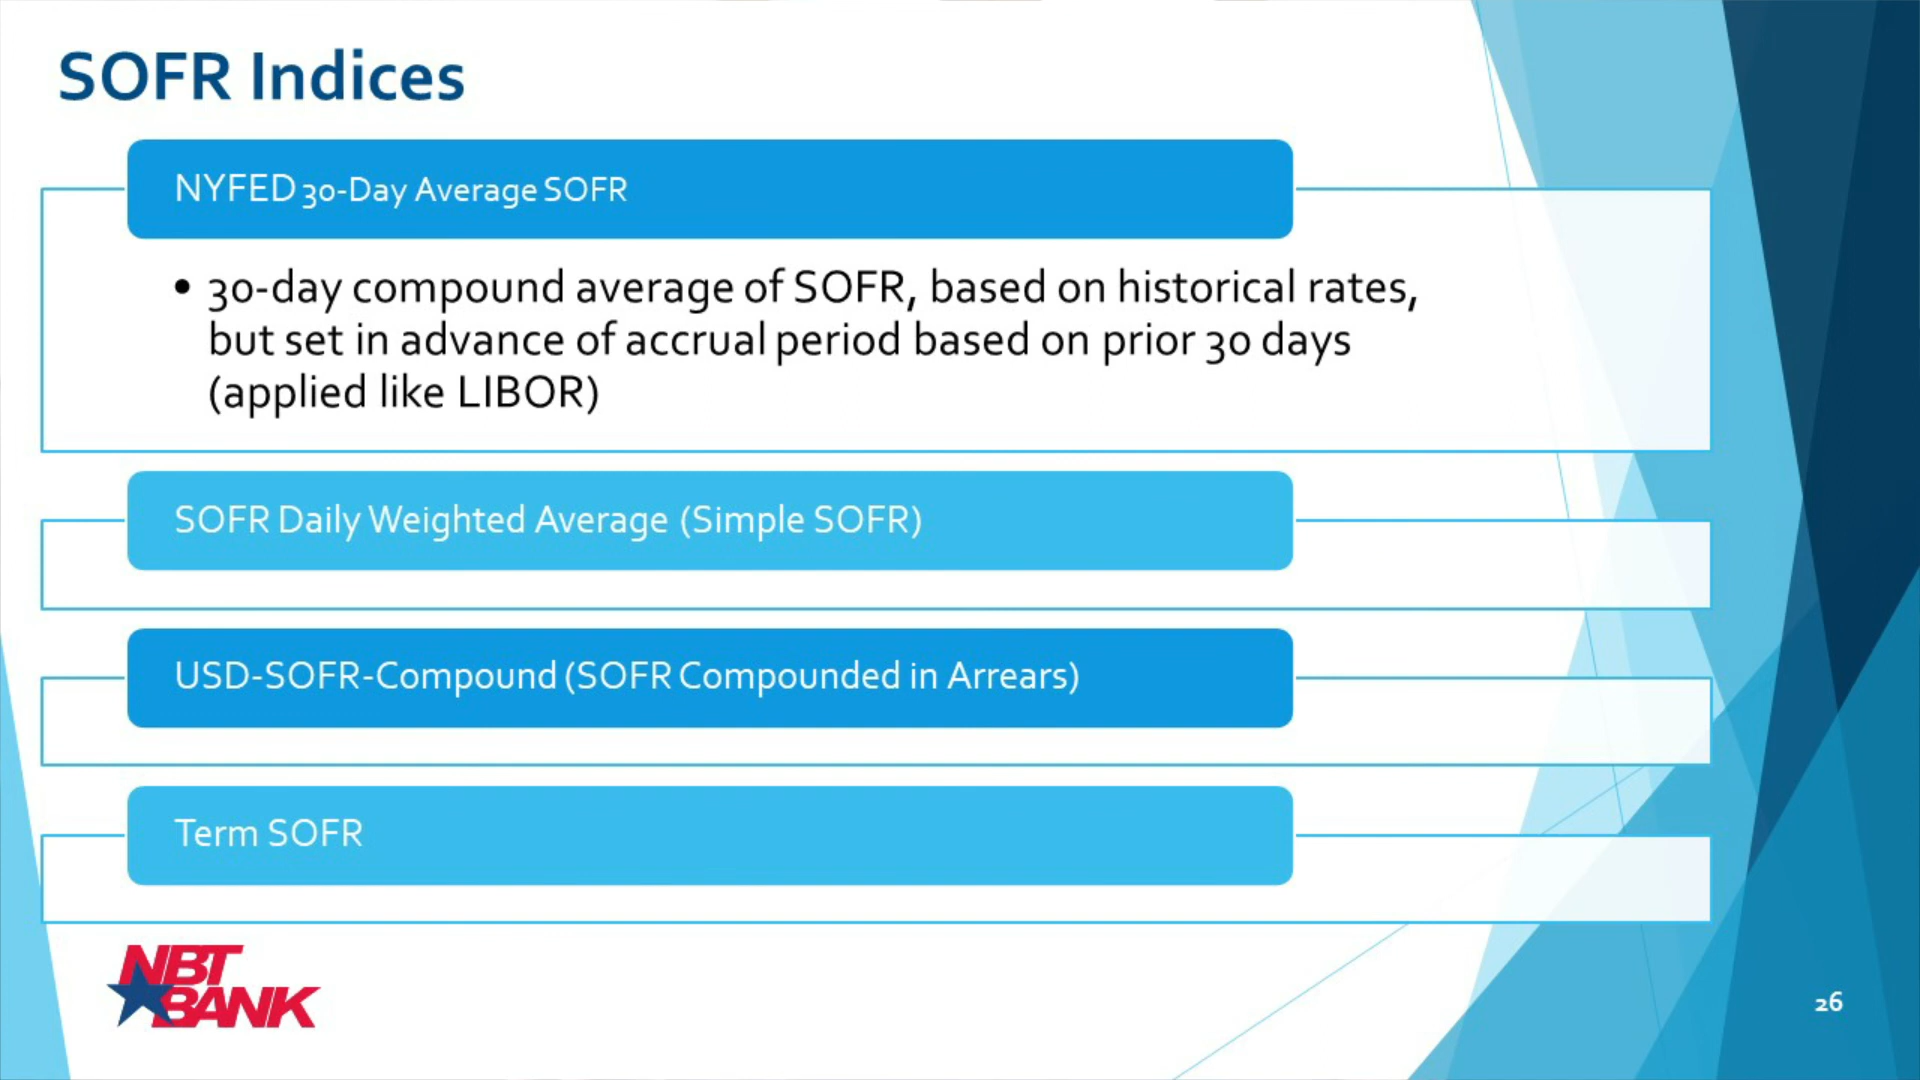 SOFR Indices
NYFED 30-Day Average SOFR
• 30-day compound average of SOFR, based on historical rates,
but set in advance of accrual period based on prior 30 days
(applied like LIBOR)
SOFR Daily Weighted Average (Simple SOFR)
USD-SOFR-Compound (SOFR Compounded in Arrears)
Term SOFR
NBT
BANK
26